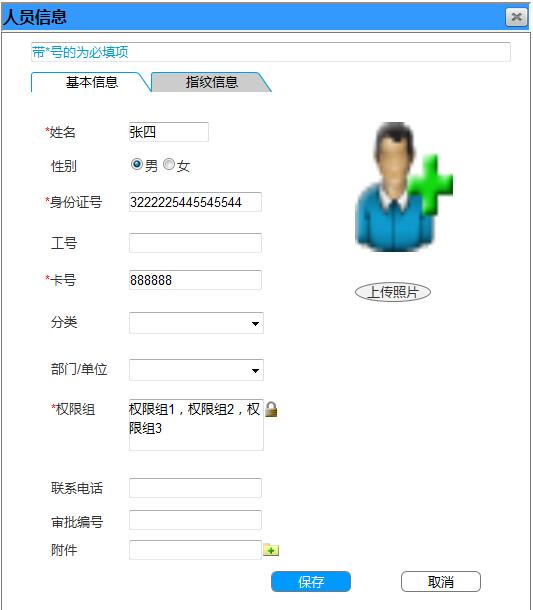 人员信息
带*号的为必填项
基本信息 指纹信息
*姓名 张四
性别 男 女
*身份证号 3222225445545544
工号
*卡号 888888
上传照片
分类
部门/单位
*权限组 权限组1，权限组2，权
限组3
联系电话
审批编号
附件
保存 取消